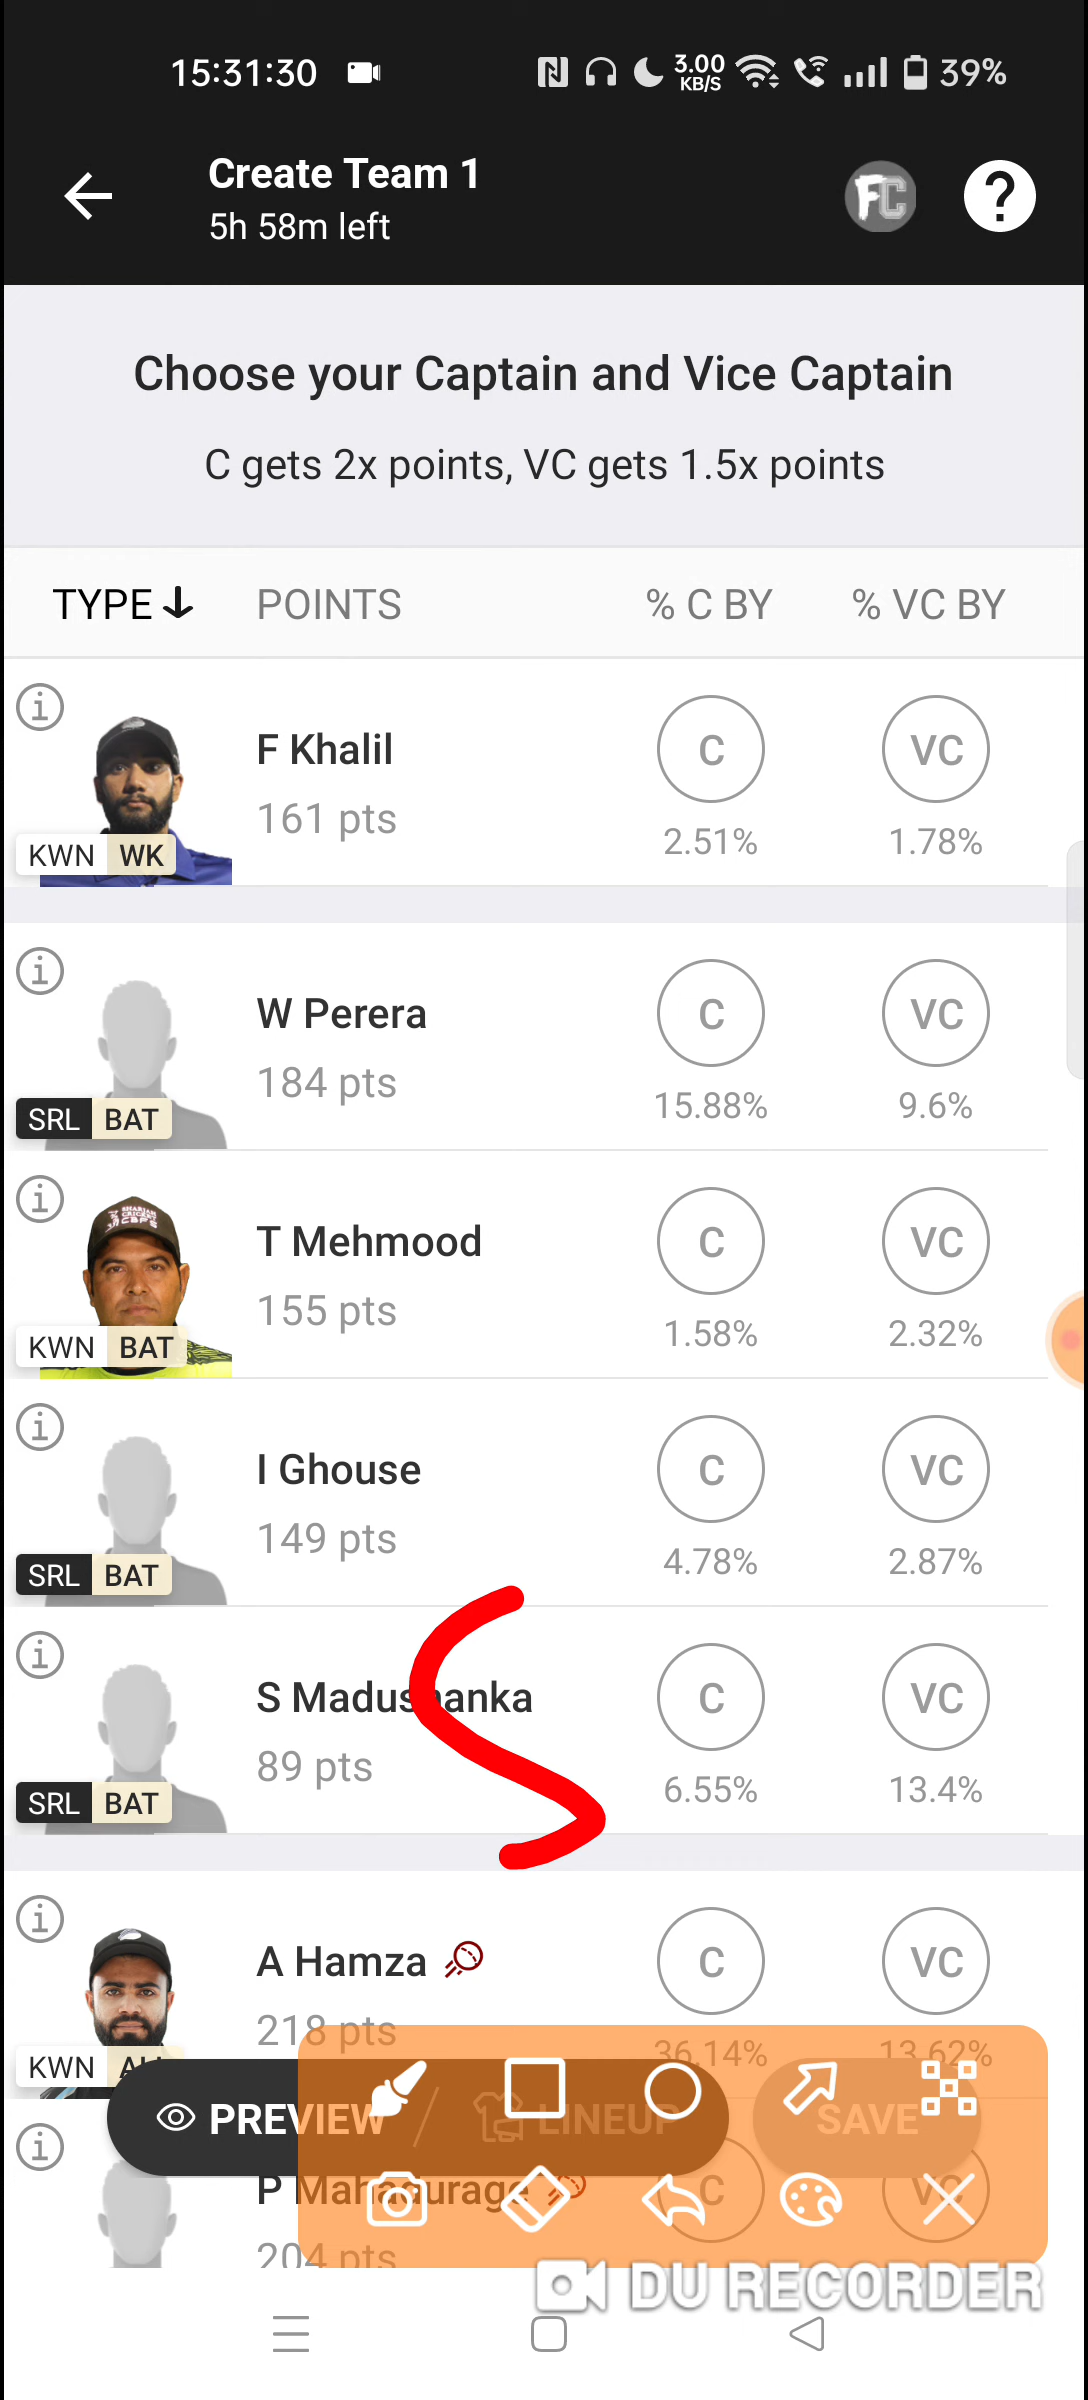 15:31:30 3.00 KB/S 39%
Create Team 1
5h 58m left
FC ?
Choose your Captain and Vice Captain
C gets 2x points, VC gets 1.5x points
TYPE POINTS % C BY % VC BY
F Khalil C VC
161 pts 2.51% 1.78%
KWN WK
W Perera C VC
184 pts 15.88% 9.6%
SRL BAT
T Mehmood C VC
155 pts 1.58% 2.32%
KWN BAT
I Ghouse C VC
149 pts 4.78% 2.87%
SRL BAT
S Madushanka C VC
89 pts 6.55% 13.4%
SRL BAT
A Hamza C VC
218 pts 36.14% 13.62%
KWN
PREVIEW / LINEUP SAVE
P Mahadurage C VC
204 pts
DU RECORDER